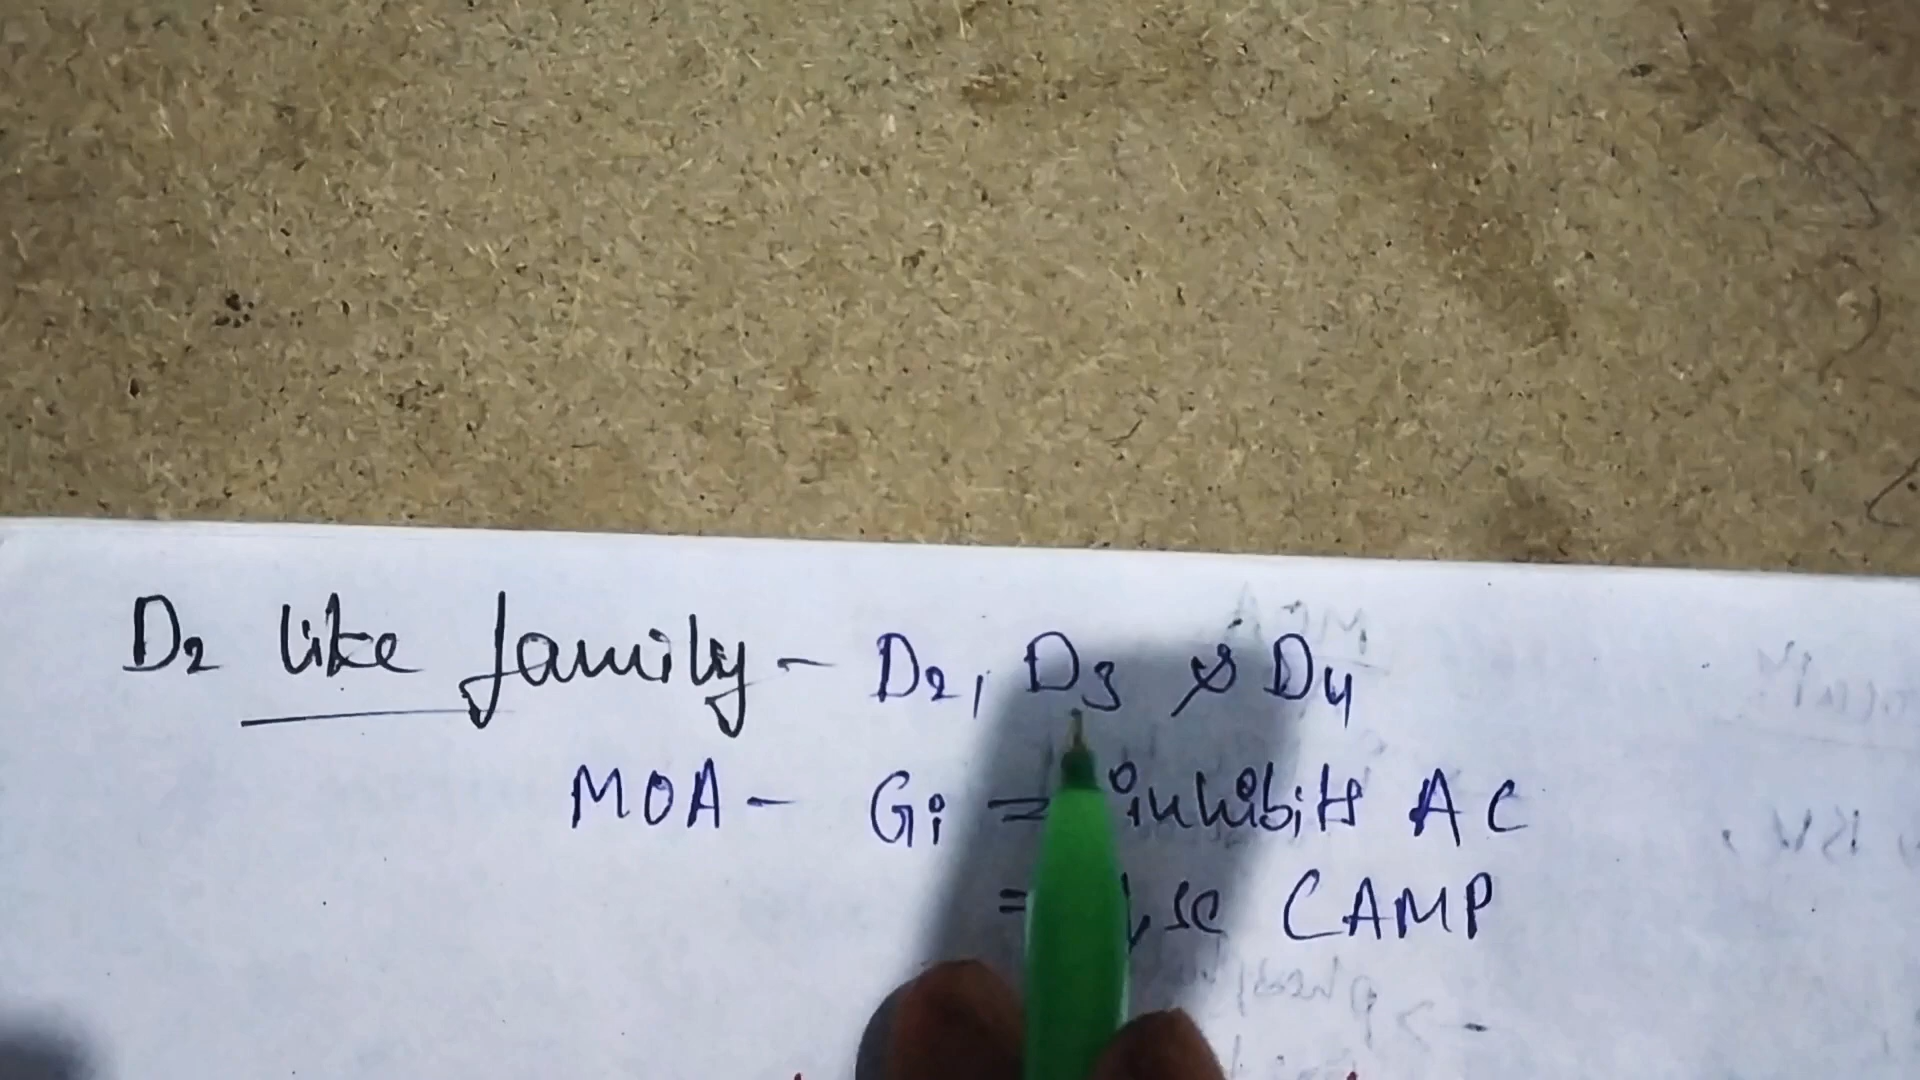 D2 like family - D2, D3 & D4
MOA - Gi = inhibits AC
= ↓se CAMP